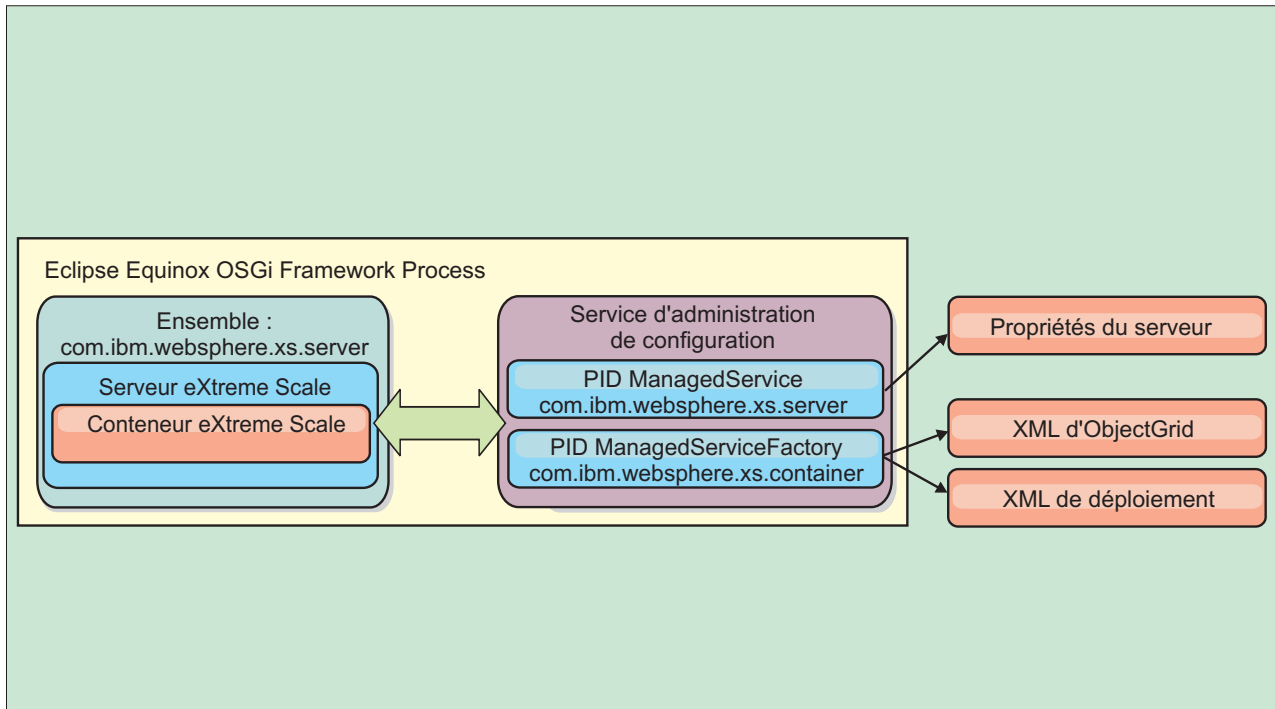 Eclipse Equinox OSGi Framework Process
Ensemble :
com.ibm.websphere.xs.server
Serveur eXtreme Scale
Conteneur eXtreme Scale
Service d'administration
de configuration
PID ManagedService
com.ibm.websphere.xs.server
PID ManagedServiceFactory
com.ibm.websphere.xs.container
Propriétés du serveur
XML d'ObjectGrid
XML de déploiement